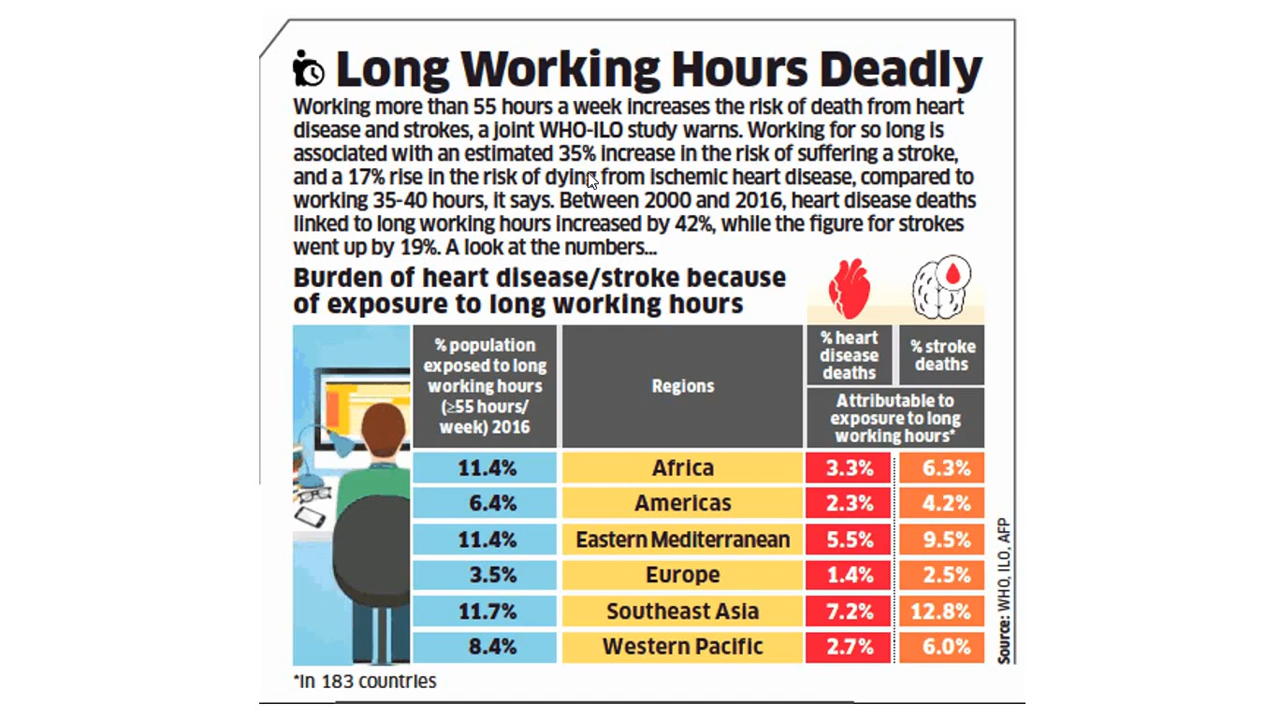 Long Working Hours Deadly
Working more than 55 hours a week increases the risk of death from heart
disease and strokes, a joint WHO-ILO study warns. Working for so long is
associated with an estimated 35% increase in the risk of suffering a stroke,
and a 17% rise in the risk of dying from ischemic heart disease, compared to
working 35-40 hours, it says. Between 2000 and 2016, heart disease deaths
linked to long working hours increased by 42%, while the figure for strokes
went up by 19%. A look at the numbers...
Burden of heart disease/stroke because
of exposure to long working hours
% population
exposed to long
working hours
(≥55 hours/
week) 2016
Regions
% heart
disease
deaths
% stroke
deaths
Attributable to
exposure to long
working hours*
11.4% Africa 3.3% 6.3%
6.4% Americas 2.3% 4.2%
11.4% Eastern Mediterranean 5.5% 9.5%
3.5% Europe 1.4% 2.5%
11.7% Southeast Asia 7.2% 12.8%
8.4% Western Pacific 2.7% 6.0%
*In 183 countries
Source: WHO, ILO, AFP